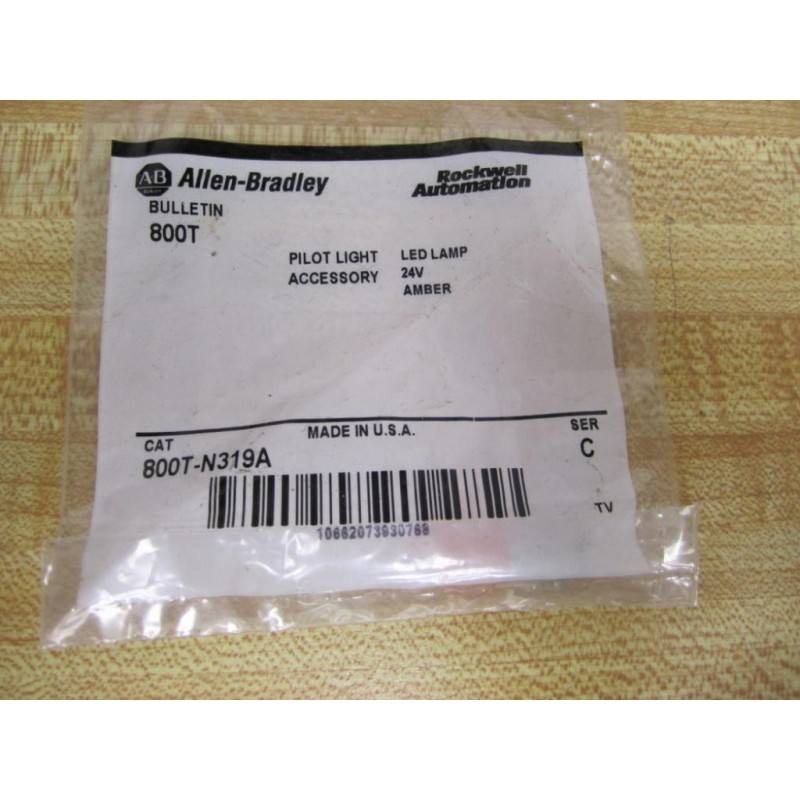 AB
Allen-Bradley
Rockwell
Automation
BULLETIN
800T
PILOT LIGHT LED LAMP
ACCESSORY 24V
AMBER
MADE IN U.S.A.
CAT
SER
800T-N319A
C
10662073930768
TV